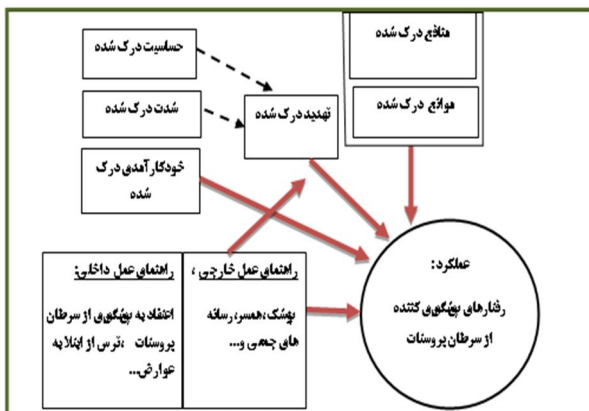 منافع درک شده
موانع درک شده
حساسیت درک شده
شدت درک شده
تهدید درک شده
خودکارآمدی درک
شده
راهنمای عمل خارجی ،
پزشک، همسر، رسانه
های جمعی و...
راهنمای عمل داخلی:
اعتقاد به پیشگیری از سرطان
پروستات ،ترس از ابتلا به
عوارض...
عملکرد:
رفتارهای پیشگیری کننده
از سرطان پروستات